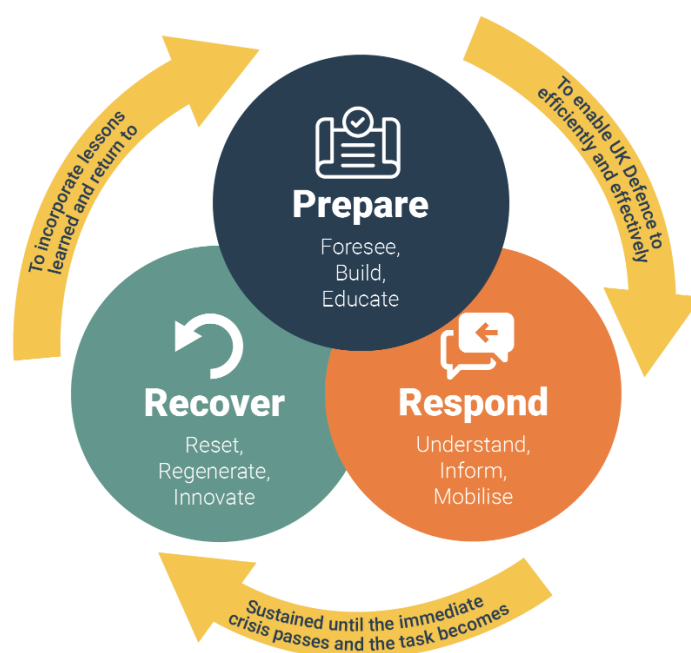 Prepare
Foresee,
Build,
Educate
To enable UK Defence to
efficiently and effectively
Respond
Understand,
Inform,
Mobilise
Sustained until the immediate
crisis passes and the task becomes
Recover
Reset,
Regenerate,
Innovate
To incorporate lessons
learned and return to